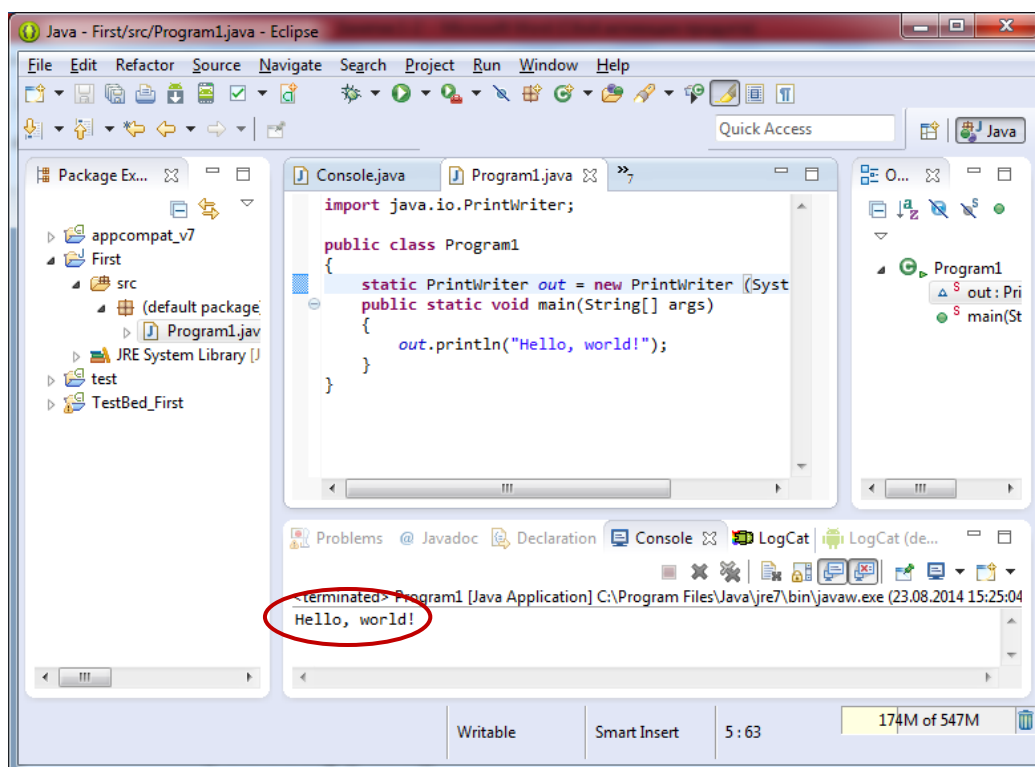 Java - First/src/Program1.java - Eclipse
File Edit Refactor Source Navigate Search Project Run Window Help
Quick Access
Java
Package Ex...
appcompat_v7
First
src
(default package
Program1.jav
JRE System Library [J
test
TestBed_First
Console.java
Program1.java
»7
import java.io.PrintWriter;
public class Program1
{
static PrintWriter out = new PrintWriter (Syst
public static void main(String[] args)
{
out.println("Hello, world!");
}
}
O...
Program1
S out : Pri
S main(St
Problems @ Javadoc Declaration Console LogCat LogCat (de...
<terminated> Program1 [Java Application] C:\Program Files\Java\jre7\bin\javaw.exe (23.08.2014 15:25:04
Hello, world!
Writable
Smart Insert
5 : 63
174M of 547M